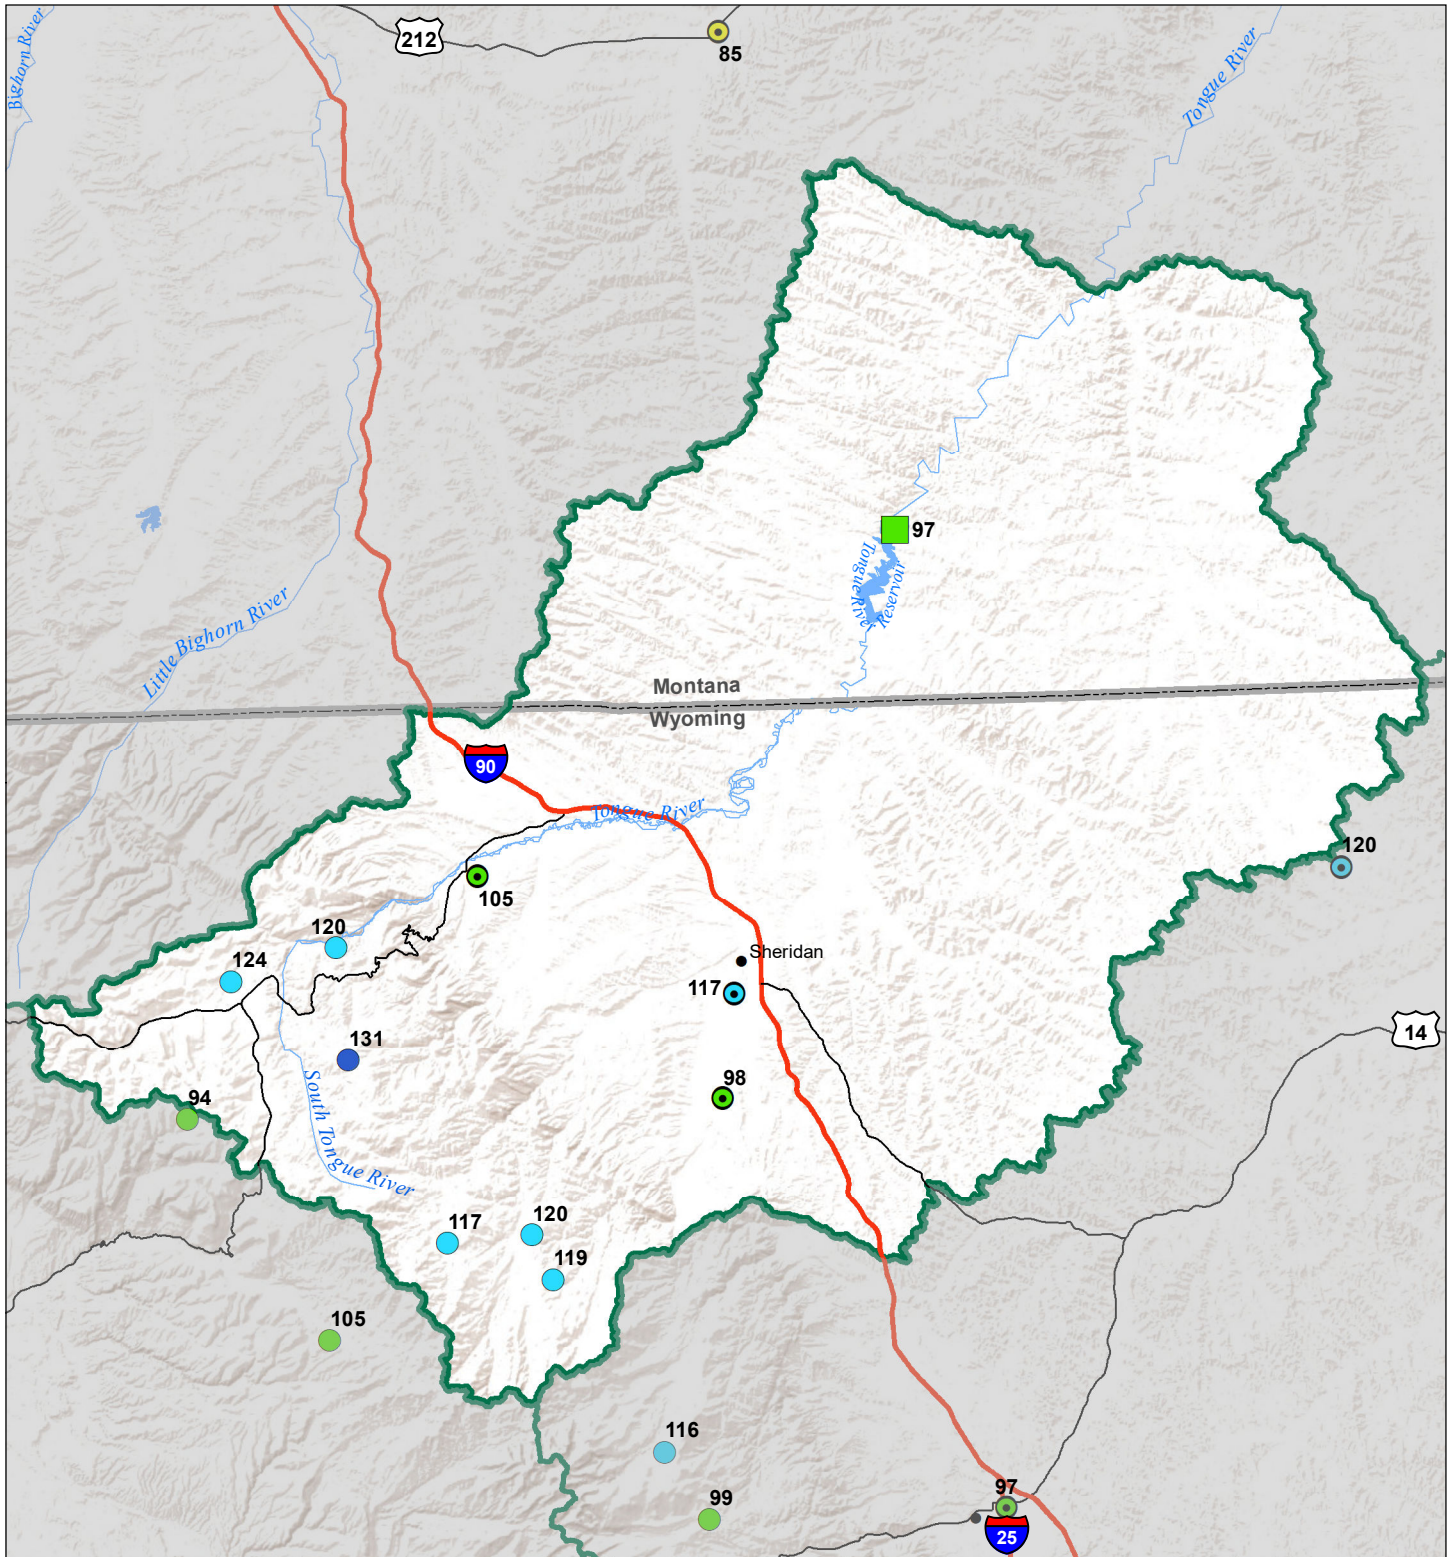 Bighorn River
212
85
Tongue River
97
Tongue River
Reservoir
Little Bighorn River
Montana
Wyoming
90
Tongue River
120
105
120
Sheridan
124
117
14
131
98
94
South Tongue River
117
120
119
105
116
97
99
25